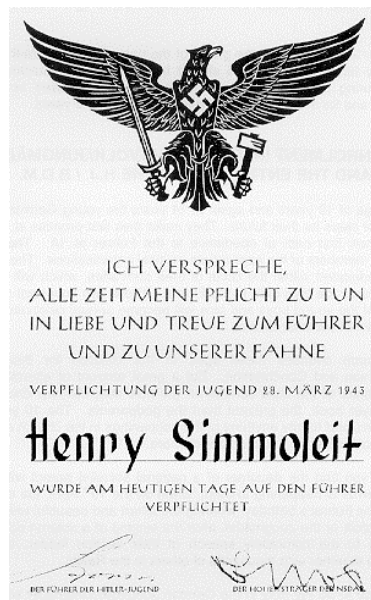 ICH VERSPRECHE,
ALLE ZEIT MEINE PFLICHT ZU TUN
IN LIEBE UND TREUE ZUM FÜHRER
UND ZU UNSERER FAHNE
VERPFLICHTUNG DER JUGEND 28. MÄRZ 1943
Henry Simmoleit
WURDE AM HEUTIGEN TAGE AUF DEN FÜHRER
VERPFLICHTET
DER FÜHRER DER HITLER-JUGEND DER HOHEITSTRÄGER DER NSDAP.